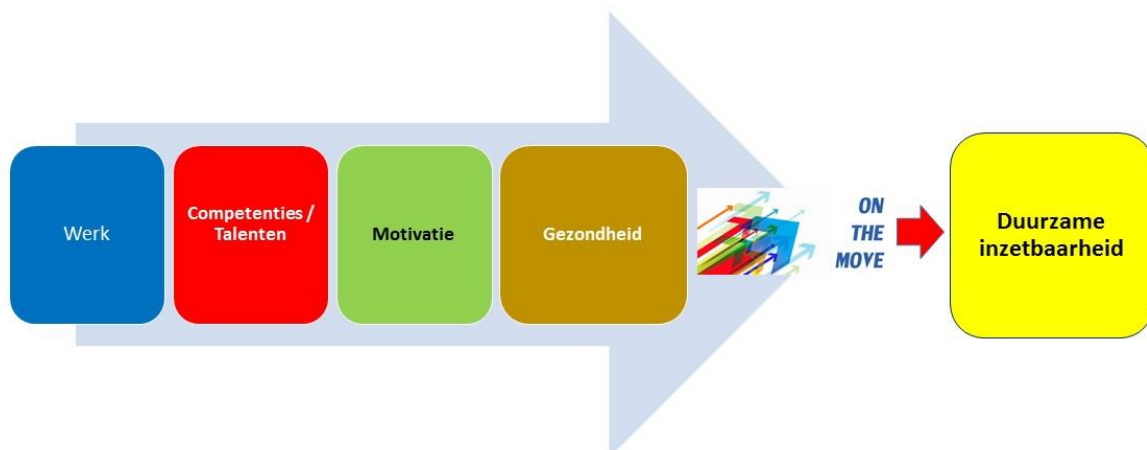 Werk
Competenties /
Talenten
Motivatie
Gezondheid
ON
THE
MOVE
Duurzame
inzetbaarheid